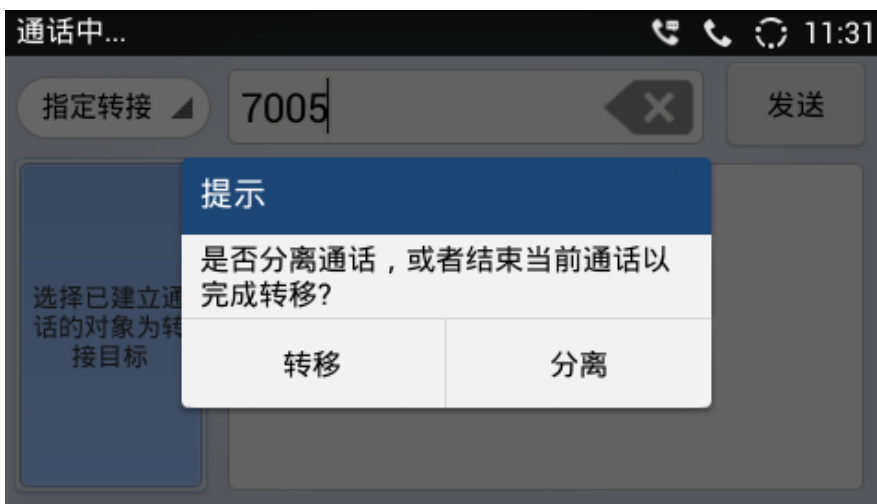 通话中...
11:31
指定转接
7005
发送
提示
是否分离通话，或者结束当前通话以
完成转移?
选择已建立通
话的对象为转
接目标
转移
分离